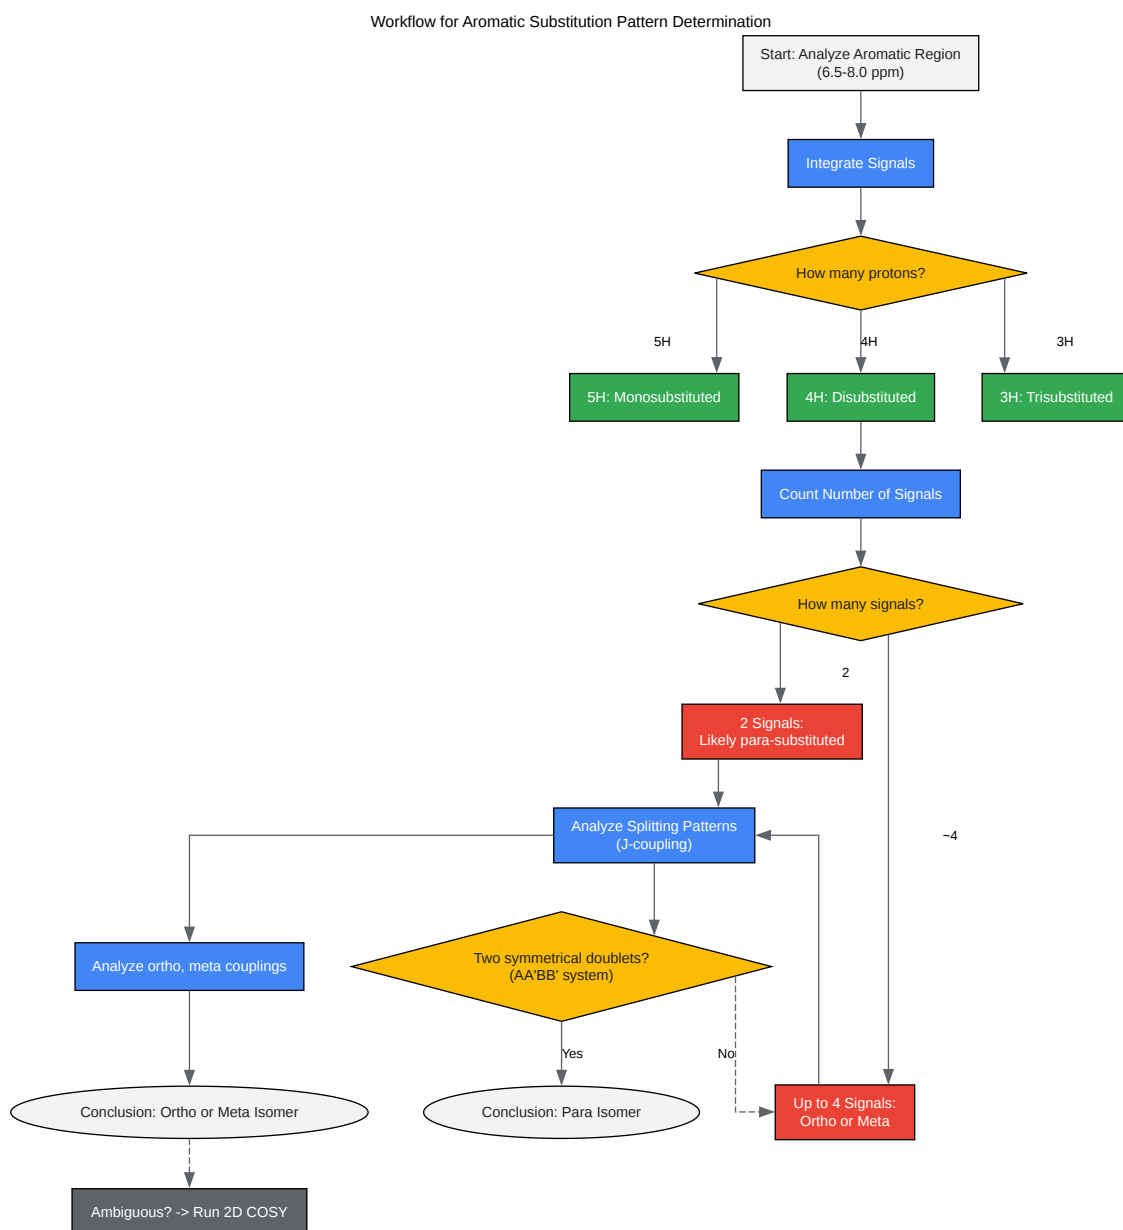 Workflow for Aromatic Substitution Pattern Determination
Start: Analyze Aromatic Region
(6.5-8.0 ppm)
Integrate Signals
How many protons?
5H
4H
3H
5H: Monosubstituted
4H: Disubstituted
3H: Trisubstituted
Count Number of Signals
How many signals?
2
2 Signals:
Likely para-substituted
Analyze Splitting Patterns
(J-coupling)
~4
Analyze ortho, meta couplings
Two symmetrical doublets?
(AA'BB' system)
Yes
No
Conclusion: Ortho or Meta Isomer
Conclusion: Para Isomer
Up to 4 Signals:
Ortho or Meta
Ambiguous? -> Run 2D COSY